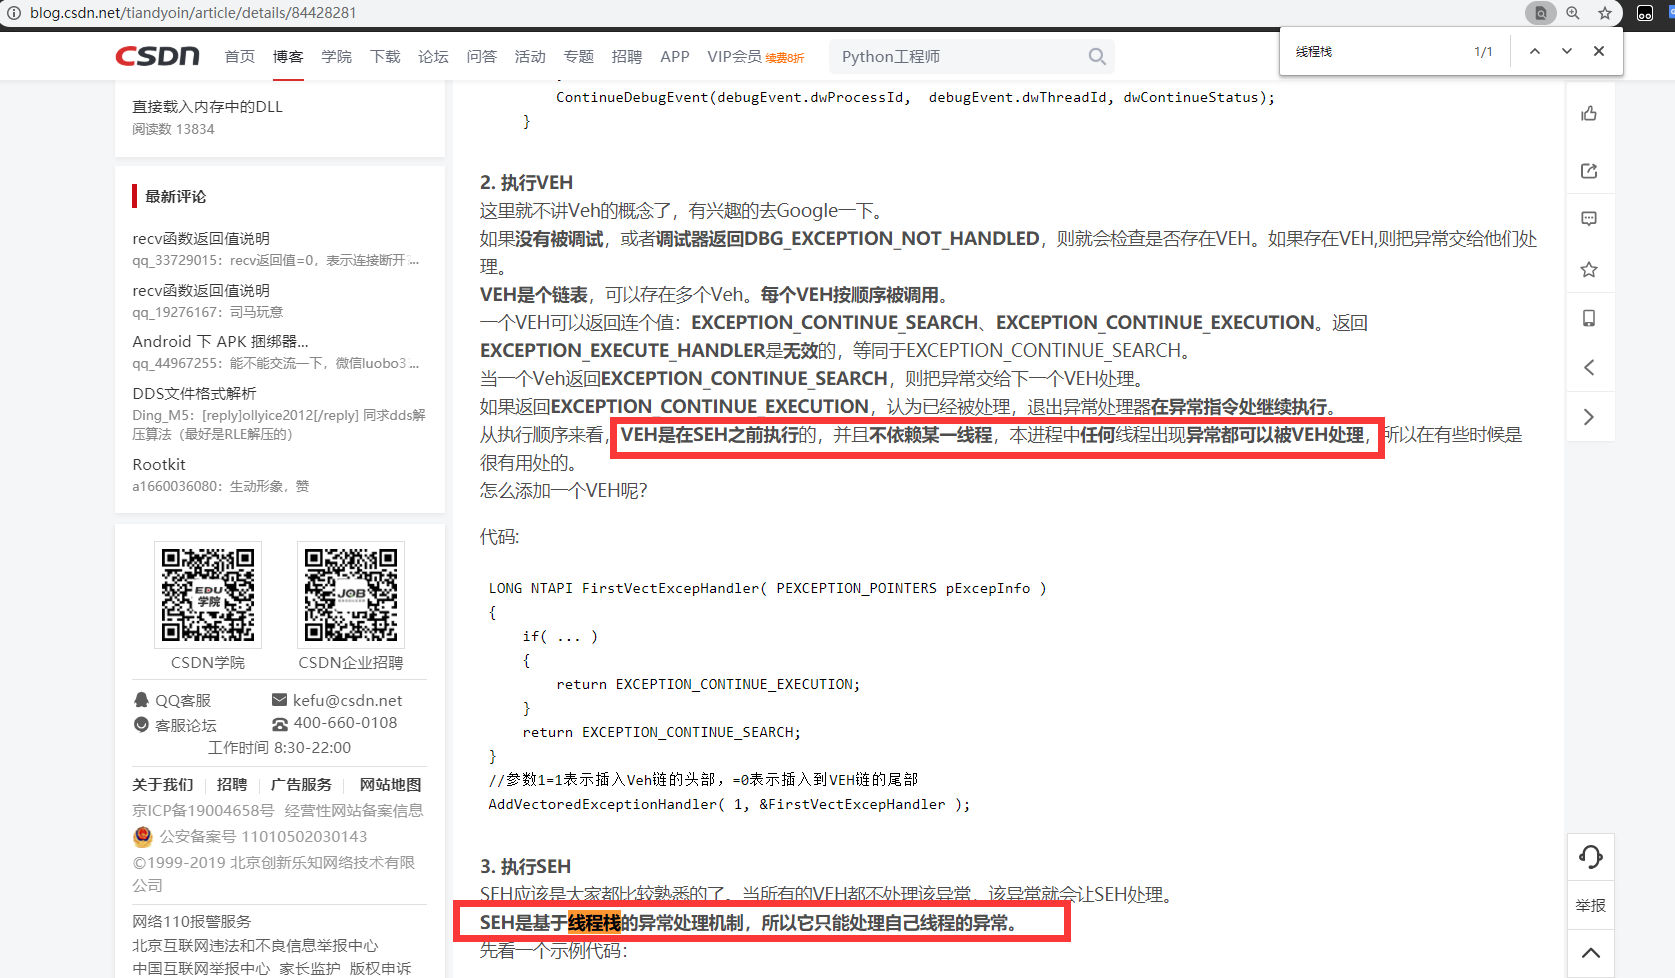 blog.csdn.net/tiandyoin/article/details/84428281
线程栈 1/1
CSDN 首页 博客 学院 下载 论坛 问答 活动 专题 招聘 APP VIP会员 续费8折 Python工程师
直接载入内存中的DLL
阅读数 13834
最新评论
recv函数返回值说明
qq_33729015：recv返回值=0，表示连接断开 ...
recv函数返回值说明
qq_19276167：司马玩意
Android 下 APK 捆绑器...
qq_44967255：能不能交流一下，微信luobo3 ...
DDS文件格式解析
Ding_M5：[reply]ollyice2012[/reply] 同求dds解
压算法（最好是RLE解压的）
Rootkit
a1660036080：生动形象，赞
EDU
学院
JOB
CSDN学院 CSDN企业招聘
QQ客服 kefu@csdn.net
客服论坛 400-660-0108
工作时间 8:30-22:00
关于我们 招聘 广告服务 网站地图
京ICP备19004658号 经营性网站备案信息
公安备案号 11010502030143
©1999-2019 北京创新乐知网络技术有限
公司
网络110报警服务
北京互联网违法和不良信息举报中心
中国互联网举报中心 家长监护 版权申诉
ContinueDebugEvent(debugEvent.dwProcessId, debugEvent.dwThreadId, dwContinueStatus);
}
2. 执行VEH
这里就不讲Veh的概念了，有兴趣的去Google一下。
如果没有被调试，或者调试器返回DBG_EXCEPTION_NOT_HANDLED，则就会检查是否存在VEH。如果存在VEH,则把异常交给他们处
理。
VEH是个链表，可以存在多个Veh。每个VEH按顺序被调用。
一个VEH可以返回连个值：EXCEPTION_CONTINUE_SEARCH、EXCEPTION_CONTINUE_EXECUTION。返回
EXCEPTION_EXECUTE_HANDLER是无效的，等同于EXCEPTION_CONTINUE_SEARCH。
当一个Veh返回EXCEPTION_CONTINUE_SEARCH，则把异常交给下一个VEH处理。
如果返回EXCEPTION_CONTINUE_EXECUTION，认为已经被处理，退出异常处理器在异常指令处继续执行。
从执行顺序来看，VEH是在SEH之前执行的，并且不依赖某一线程，本进程中任何线程出现异常都可以被VEH处理，所以在有些时候是
很有用处的。
怎么添加一个VEH呢？
代码:
LONG NTAPI FirstVectExcepHandler( PEXCEPTION_POINTERS pExcepInfo )
{
if( ... )
{
return EXCEPTION_CONTINUE_EXECUTION;
}
return EXCEPTION_CONTINUE_SEARCH;
}
//参数1=1表示插入Veh链的头部，=0表示插入到VEH链的尾部
AddVectoredExceptionHandler( 1, &FirstVectExcepHandler );
3. 执行SEH
SEH应该是大家都比较熟悉的了。当所有的VEH都不处理该异常，该异常就会让SEH处理。
SEH是基于线程栈的异常处理机制，所以它只能处理自己线程的异常。
先看一个示例代码：
举报